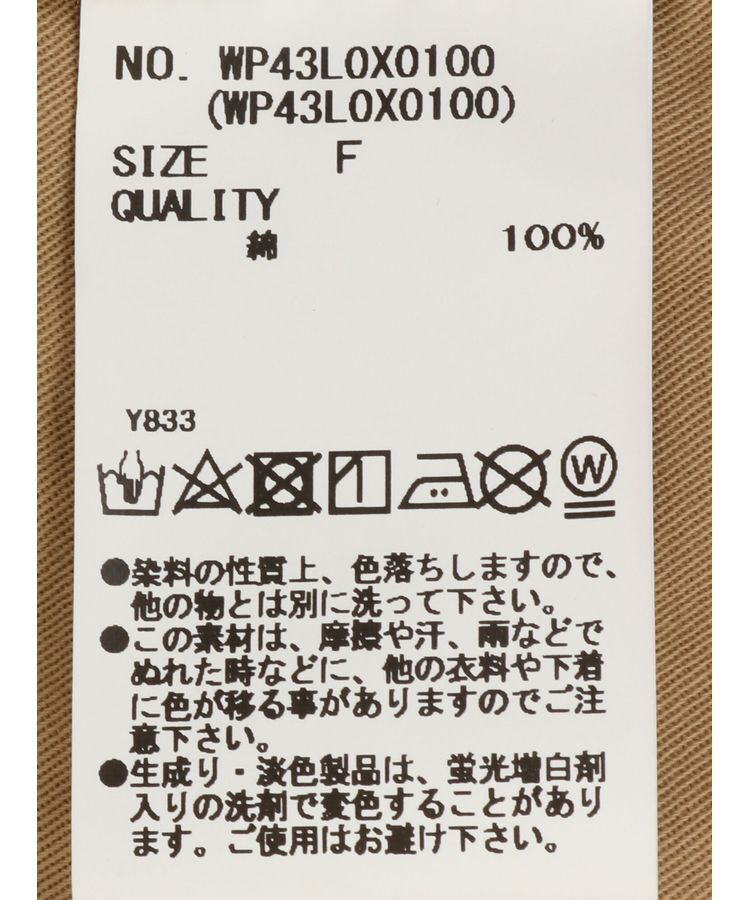 NO. WP43L0X0100
(WP43L0X0100)
SIZE F
QUALITY
綿 100%
Y833
W
●染料の性質上、色落ちしますので、
他の物とは別に洗って下さい。
●この素材は、摩擦や汗、雨などで
ぬれた時などに、他の衣料や下着
に色が移る事がありますのでご注
意下さい。
●生成り・淡色製品は、蛍光増白剤
入りの洗剤で変色することがあり
ます。ご使用はお避け下さい。